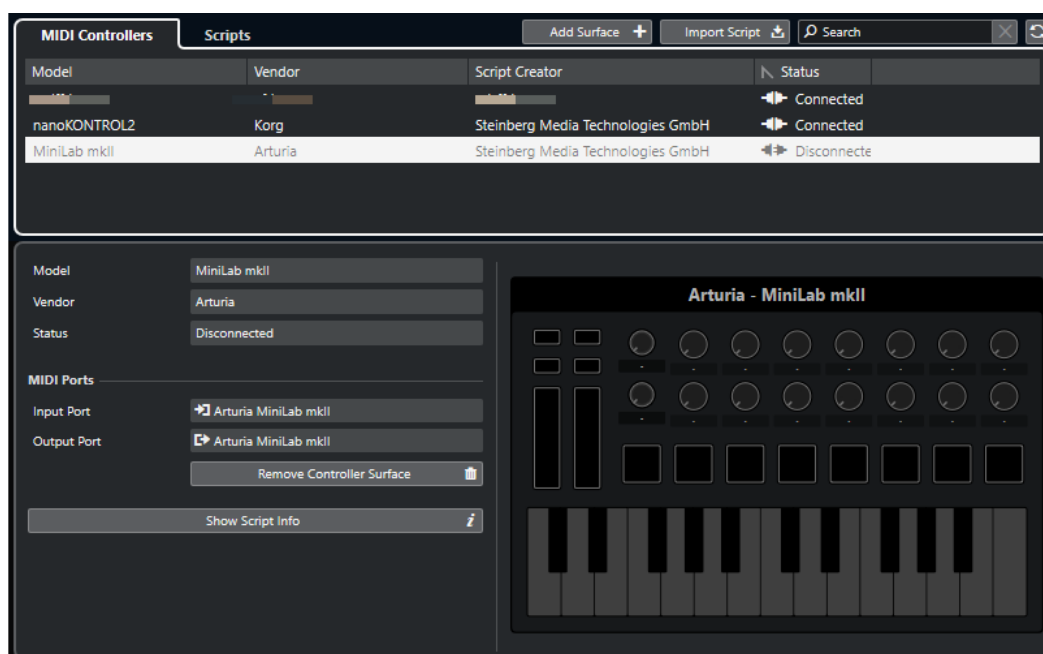 MIDI Controllers Scripts Add Surface Import Script Search
Model Vendor Script Creator Status
Connected
nanoKONTROL2 Korg Steinberg Media Technologies GmbH Connected
MiniLab mkII Arturia Steinberg Media Technologies GmbH Disconnecte
Model MiniLab mkII
Vendor Arturia
Status Disconnected
MIDI Ports
Input Port Arturia MiniLab mkII
Output Port Arturia MiniLab mkII
Remove Controller Surface
Show Script Info i
Arturia - MiniLab mkII